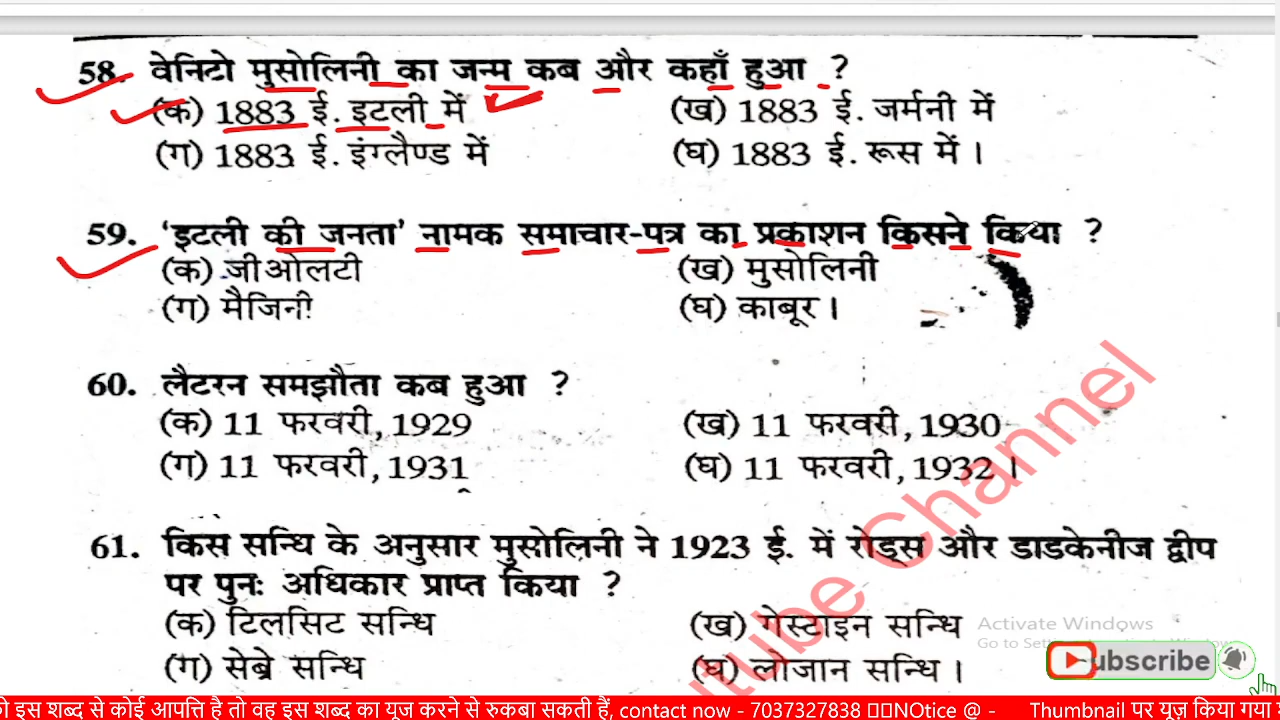 58. वेनिटो मुसोलिनी का जन्म कब और कहाँ हुआ ?
(क) 1883 ई. इटली में (ख) 1883 ई. जर्मनी में
(ग) 1883 ई. इंग्लैण्ड में (घ) 1883 ई. रूस में ।
59. 'इटली की जनता' नामक समाचार-पत्र का प्रकाशन किसने किया ?
(क) जीओलटी (ख) मुसोलिनी
(ग) मैजिनी (घ) काबूर ।
60. लैटरन समझौता कब हुआ ?
(क) 11 फरवरी, 1929 (ख) 11 फरवरी, 1930
(ग) 11 फरवरी, 1931 (घ) 11 फरवरी, 1932 ।
61. किस सन्धि के अनुसार मुसोलिनी ने 1923 ई. में रोड्स और डाडकेनीज द्वीप
पर पुनः अधिकार प्राप्त किया ?
(क) टिलसिट सन्धि (ख) गेस्टाइन सन्धि
(ग) सेब्रे सन्धि (घ) लोजान सन्धि ।
Channel
Activate Windows
Subscribe
इस शब्द से कोई आपत्ति है तो वह इस शब्द का यूज करने से रुकबा सकती हैं, contact now - 7037327838 NOtice @ - Thumbnail पर यूज़ किया गया